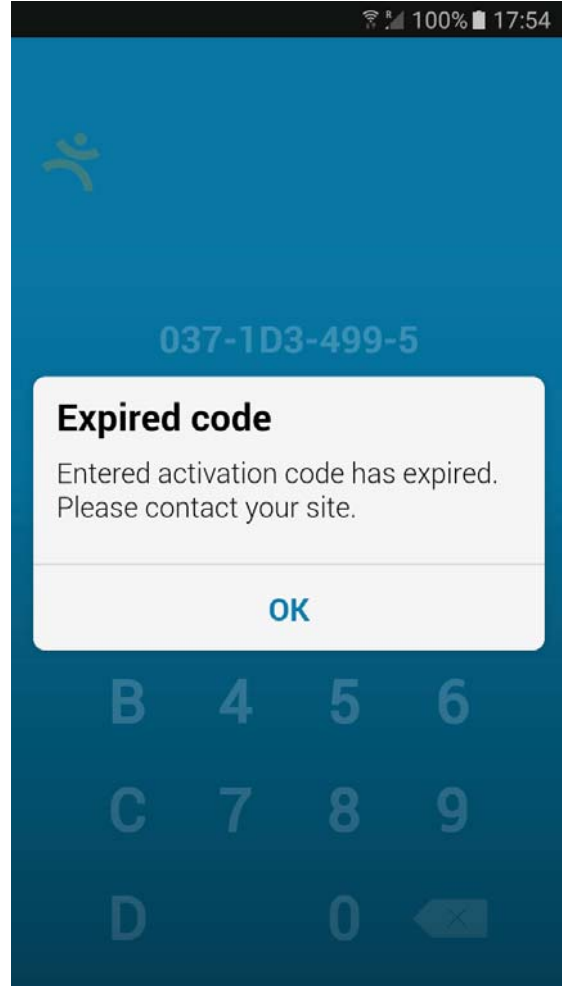 R 100% 17:54
037-1D3-499-5
Expired code
Entered activation code has expired.
Please contact your site.
OK
B 4 5 6
C 7 8 9
D 0